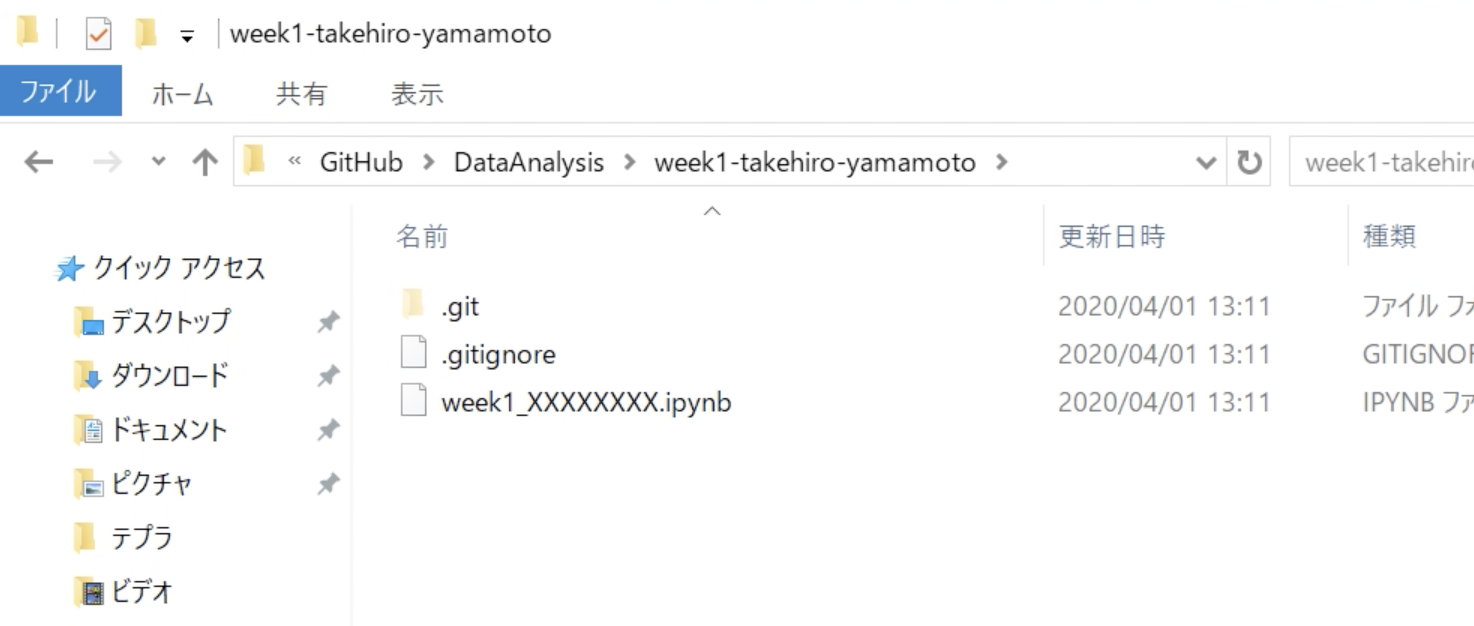 week1-takehiro-yamamoto
ファイル ホーム 共有 表示
« GitHub > DataAnalysis > week1-takehiro-yamamoto > week1-takehir
名前 更新日時 種類
クイック アクセス
デスクトップ
ダウンロード
ドキュメント
ピクチャ
テプラ
ビデオ
.git 2020/04/01 13:11 ファイル フォ
.gitignore 2020/04/01 13:11 GITIGNOR
week1_XXXXXXXX.ipynb 2020/04/01 13:11 IPYNB ファ